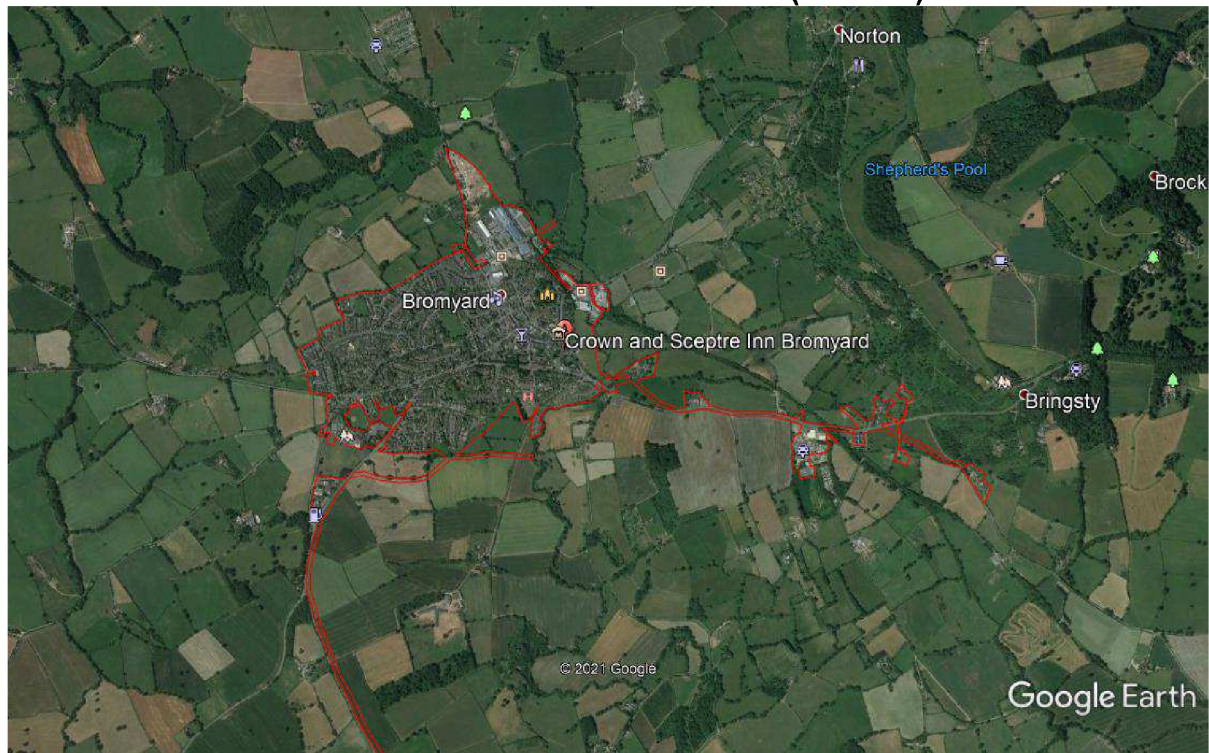 Norton
Shepherd's Pool
Brock
Bromyard
Crown and Sceptre Inn Bromyard
Bringsty
© 2021 Google
Google Earth